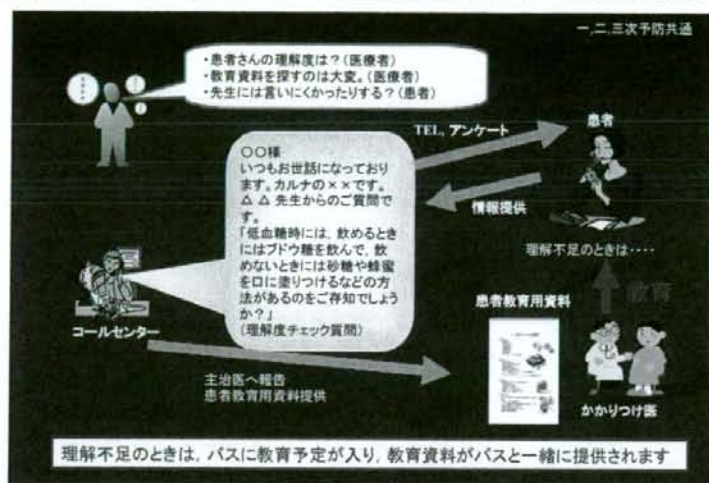 一,二,三次予防共通
・患者さんの理解度は？(医療者)
・教育資料を探すのは大変。(医療者)
・先生には言いにくかったりする？(患者)
TEL, アンケート
患者
〇〇様
いつもお世話になっており
ます。カルナの××です。
△ △ 先生からのご質問で
す。
「低血糖時には，飲めるとき
にはブドウ糖を飲んで，飲
めないときには砂糖や蜂蜜
を口に塗りつけるなどの方
法があるのをご存知でしょう
か？」
(理解度チェック質問)
情報提供
理解不足のときは‥‥
教育
患者教育用資料
コールセンター
かかりつけ医
主治医へ報告
患者教育用資料提供
理解不足のときは，パスに教育予定が入り，教育資料がパスと一緒に提供されます